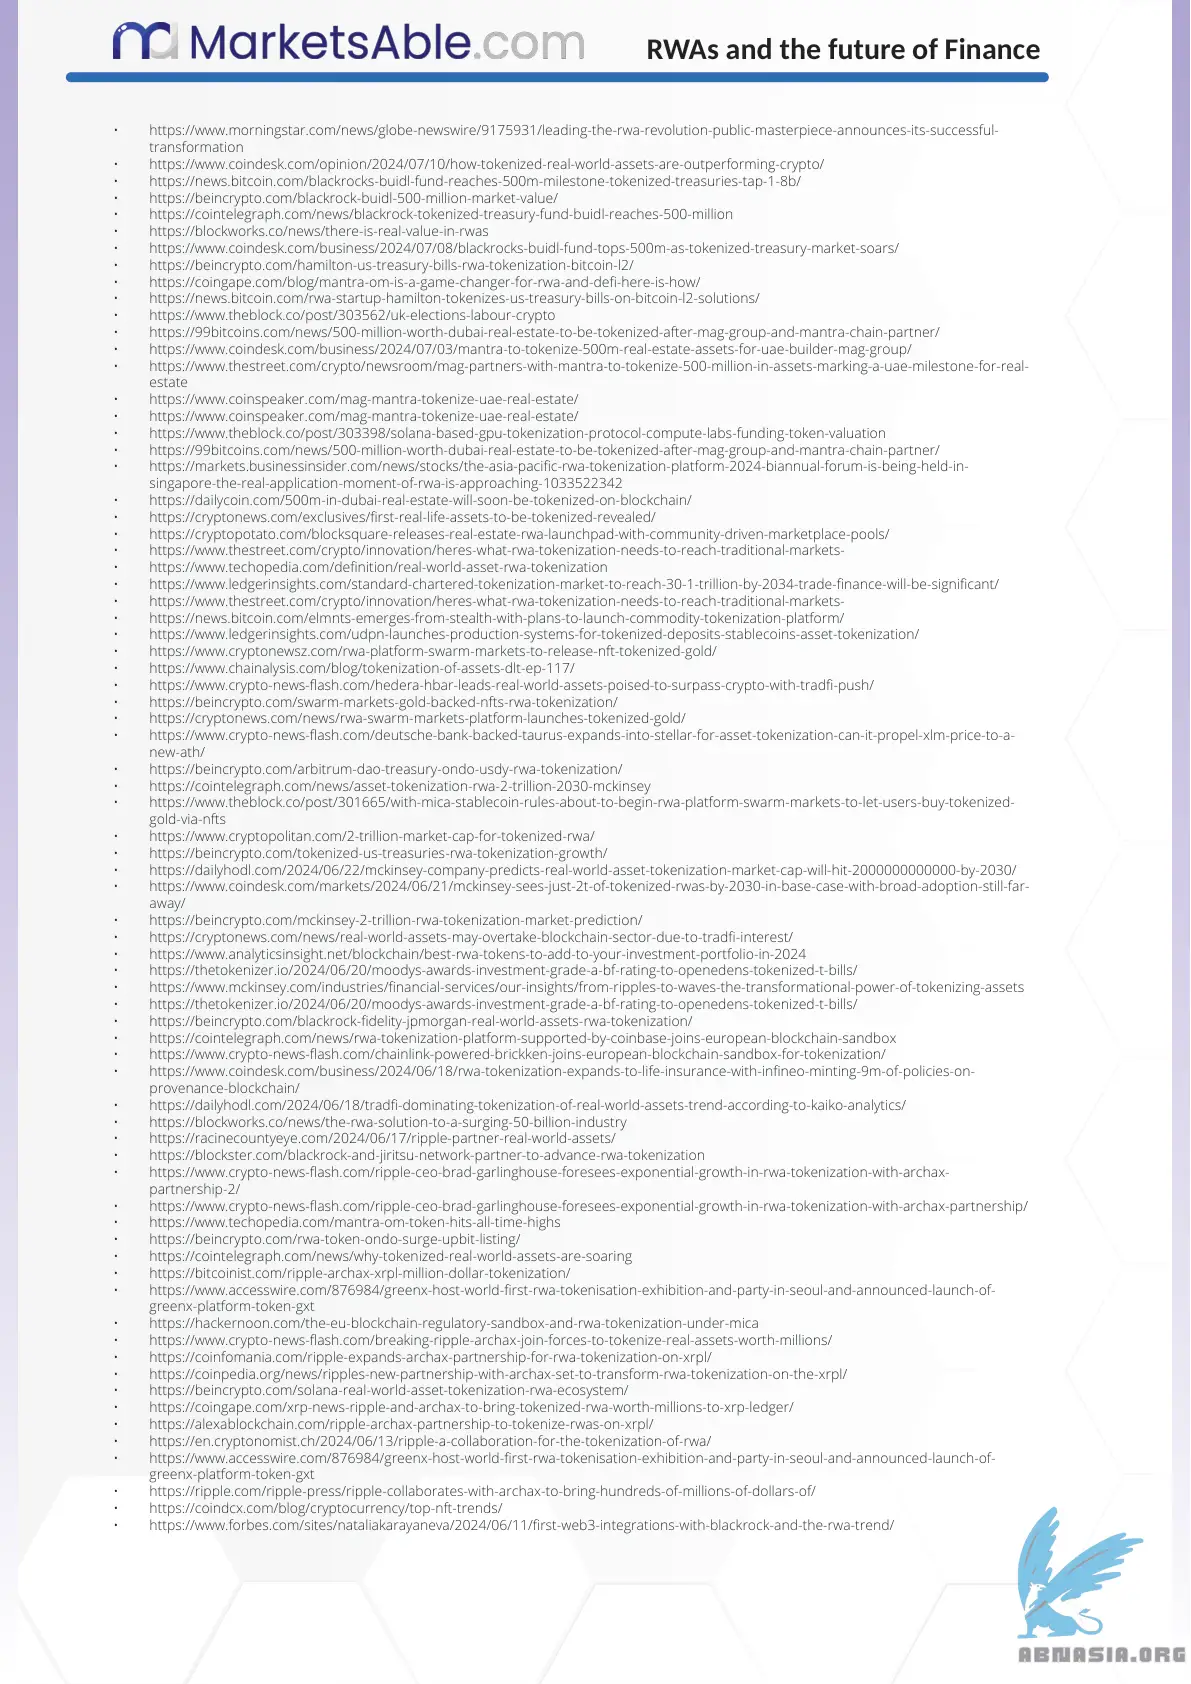 MarketsAble.com
RWAs and the future of Finance
• https://www.morningstar.com/news/globe-newswire/9175931/leading-the-rwa-revolution-public-masterpiece-announces-its-successful-
transformation
• https://www.coindesk.com/opinion/2024/07/10/how-tokenized-real-world-assets-are-outperforming-crypto/
• https://news.bitcoin.com/blackrocks-buidl-fund-reaches-500m-milestone-tokenized-treasuries-tap-1-8b/
• https://beincrypto.com/blackrock-buidl-500-million-market-value/
• https://cointelegraph.com/news/blackrock-tokenized-treasury-fund-buidl-reaches-500-million
• https://blockworks.co/news/there-is-real-value-in-rwas
• https://www.coindesk.com/business/2024/07/08/blackrocks-buidl-fund-tops-500m-as-tokenized-treasury-market-soars/
• https://beincrypto.com/hamilton-us-treasury-bills-rwa-tokenization-bitcoin-l2/
• https://coingape.com/blog/mantra-om-is-a-game-changer-for-rwa-and-defi-here-is-how/
• https://news.bitcoin.com/rwa-startup-hamilton-tokenizes-us-treasury-bills-on-bitcoin-l2-solutions/
• https://www.theblock.co/post/303562/uk-elections-labour-crypto
• https://99bitcoins.com/news/500-million-worth-dubai-real-estate-to-be-tokenized-after-mag-group-and-mantra-chain-partner/
• https://www.coindesk.com/business/2024/07/03/mantra-to-tokenize-500m-real-estate-assets-for-uae-builder-mag-group/
• https://www.thestreet.com/crypto/newsroom/mag-partners-with-mantra-to-tokenize-500-million-in-assets-marking-a-uae-milestone-for-real-
estate
• https://www.coinspeaker.com/mag-mantra-tokenize-uae-real-estate/
• https://www.coinspeaker.com/mag-mantra-tokenize-uae-real-estate/
• https://www.theblock.co/post/303398/solana-based-gpu-tokenization-protocol-compute-labs-funding-token-valuation
• https://99bitcoins.com/news/500-million-worth-dubai-real-estate-to-be-tokenized-after-mag-group-and-mantra-chain-partner/
• https://markets.businessinsider.com/news/stocks/the-asia-pacific-rwa-tokenization-platform-2024-biannual-forum-is-being-held-in-
singapore-the-real-application-moment-of-rwa-is-approaching-1033522342
• https://dailycoin.com/500m-in-dubai-real-estate-will-soon-be-tokenized-on-blockchain/
• https://cryptonews.com/exclusives/first-real-life-assets-to-be-tokenized-revealed/
• https://cryptopotato.com/blocksquare-releases-real-estate-rwa-launchpad-with-community-driven-marketplace-pools/
• https://www.thestreet.com/crypto/innovation/heres-what-rwa-tokenization-needs-to-reach-traditional-markets-
• https://www.techopedia.com/definition/real-world-asset-rwa-tokenization
• https://www.ledgerinsights.com/standard-chartered-tokenization-market-to-reach-30-1-trillion-by-2034-trade-finance-will-be-significant/
• https://www.thestreet.com/crypto/innovation/heres-what-rwa-tokenization-needs-to-reach-traditional-markets-
• https://news.bitcoin.com/elmnts-emerges-from-stealth-with-plans-to-launch-commodity-tokenization-platform/
• https://www.ledgerinsights.com/udpn-launches-production-systems-for-tokenized-deposits-stablecoins-asset-tokenization/
• https://www.cryptonewsz.com/rwa-platform-swarm-markets-to-release-nft-tokenized-gold/
• https://www.chainalysis.com/blog/tokenization-of-assets-dlt-ep-117/
• https://www.crypto-news-flash.com/hedera-hbar-leads-real-world-assets-poised-to-surpass-crypto-with-tradfi-push/
• https://beincrypto.com/swarm-markets-gold-backed-nfts-rwa-tokenization/
• https://cryptonews.com/news/rwa-swarm-markets-platform-launches-tokenized-gold/
• https://www.crypto-news-flash.com/deutsche-bank-backed-taurus-expands-into-stellar-for-asset-tokenization-can-it-propel-xlm-price-to-a-
new-ath/
• https://beincrypto.com/arbitrum-dao-treasury-ondo-usdy-rwa-tokenization/
• https://cointelegraph.com/news/asset-tokenization-rwa-2-trillion-2030-mckinsey
• https://www.theblock.co/post/301665/with-mica-stablecoin-rules-about-to-begin-rwa-platform-swarm-markets-to-let-users-buy-tokenized-
gold-via-nfts
• https://www.cryptopolitan.com/2-trillion-market-cap-for-tokenized-rwa/
• https://beincrypto.com/tokenized-us-treasuries-rwa-tokenization-growth/
• https://dailyhodl.com/2024/06/22/mckinsey-company-predicts-real-world-asset-tokenization-market-cap-will-hit-2000000000000-by-2030/
• https://www.coindesk.com/markets/2024/06/21/mckinsey-sees-just-2t-of-tokenized-rwas-by-2030-in-base-case-with-broad-adoption-still-far-
away/
• https://beincrypto.com/mckinsey-2-trillion-rwa-tokenization-market-prediction/
• https://cryptonews.com/news/real-world-assets-may-overtake-blockchain-sector-due-to-tradfi-interest/
• https://www.analyticsinsight.net/blockchain/best-rwa-tokens-to-add-to-your-investment-portfolio-in-2024
• https://thetokenizer.io/2024/06/20/moodys-awards-investment-grade-a-bf-rating-to-openedens-tokenized-t-bills/
• https://www.mckinsey.com/industries/financial-services/our-insights/from-ripples-to-waves-the-transformational-power-of-tokenizing-assets
• https://thetokenizer.io/2024/06/20/moodys-awards-investment-grade-a-bf-rating-to-openedens-tokenized-t-bills/
• https://beincrypto.com/blackrock-fidelity-jpmorgan-real-world-assets-rwa-tokenization/
• https://cointelegraph.com/news/rwa-tokenization-platform-supported-by-coinbase-joins-european-blockchain-sandbox
• https://www.crypto-news-flash.com/chainlink-powered-brickken-joins-european-blockchain-sandbox-for-tokenization/
• https://www.coindesk.com/business/2024/06/18/rwa-tokenization-expands-to-life-insurance-with-infineo-minting-9m-of-policies-on-
provenance-blockchain/
• https://dailyhodl.com/2024/06/18/tradfi-dominating-tokenization-of-real-world-assets-trend-according-to-kaiko-analytics/
• https://blockworks.co/news/the-rwa-solution-to-a-surging-50-billion-industry
• https://racinecountyeye.com/2024/06/17/ripple-partner-real-world-assets/
• https://blockster.com/blackrock-and-jiritsu-network-partner-to-advance-rwa-tokenization
• https://www.crypto-news-flash.com/ripple-ceo-brad-garlinghouse-foresees-exponential-growth-in-rwa-tokenization-with-archax-
partnership-2/
• https://www.crypto-news-flash.com/ripple-ceo-brad-garlinghouse-foresees-exponential-growth-in-rwa-tokenization-with-archax-partnership/
• https://www.techopedia.com/mantra-om-token-hits-all-time-highs
• https://beincrypto.com/rwa-token-ondo-surge-upbit-listing/
• https://cointelegraph.com/news/why-tokenized-real-world-assets-are-soaring
• https://bitcoinist.com/ripple-archax-xrpl-million-dollar-tokenization/
• https://www.accesswire.com/876984/greenx-host-world-first-rwa-tokenisation-exhibition-and-party-in-seoul-and-announced-launch-of-
greenx-platform-token-gxt
• https://hackernoon.com/the-eu-blockchain-regulatory-sandbox-and-rwa-tokenization-under-mica
• https://www.crypto-news-flash.com/breaking-ripple-archax-join-forces-to-tokenize-real-assets-worth-millions/
• https://coinfomania.com/ripple-expands-archax-partnership-for-rwa-tokenization-on-xrpl/
• https://coinpedia.org/news/ripples-new-partnership-with-archax-set-to-transform-rwa-tokenization-on-the-xrpl/
• https://beincrypto.com/solana-real-world-asset-tokenization-rwa-ecosystem/
• https://coingape.com/xrp-news-ripple-and-archax-to-bring-tokenized-rwa-worth-millions-to-xrp-ledger/
• https://alexablockchain.com/ripple-archax-partnership-to-tokenize-rwas-on-xrpl/
• https://en.cryptonomist.ch/2024/06/13/ripple-a-collaboration-for-the-tokenization-of-rwa/
• https://www.accesswire.com/876984/greenx-host-world-first-rwa-tokenisation-exhibition-and-party-in-seoul-and-announced-launch-of-
greenx-platform-token-gxt
• https://ripple.com/ripple-press/ripple-collaborates-with-archax-to-bring-hundreds-of-millions-of-dollars-of/
• https://coindcx.com/blog/cryptocurrency/top-nft-trends/
• https://www.forbes.com/sites/nataliakarayaneva/2024/06/11/first-web3-integrations-with-blackrock-and-the-rwa-trend/
ABNASIA.ORG